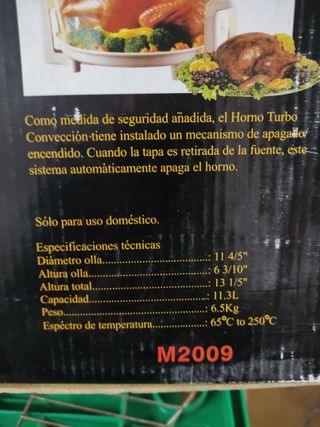 Como medida de seguridad añadida, el Horno Turbo
Convección tiene instalado un mecanismo de apagado/
encendido. Cuando la tapa es retirada de la fuente, este
sistema automáticamente apaga el horno.
Sólo para uso doméstico.
Especificaciones técnicas
Diámetro olla..............................: 11 4/5"
Altura olla...................................: 6 3/10"
Altura total..................................: 13 1/5"
Capacidad...................................: 11.3L
Peso............................................: 6.5Kg
Espéctro de temperatura.............: 65°C to 250°C
M2009